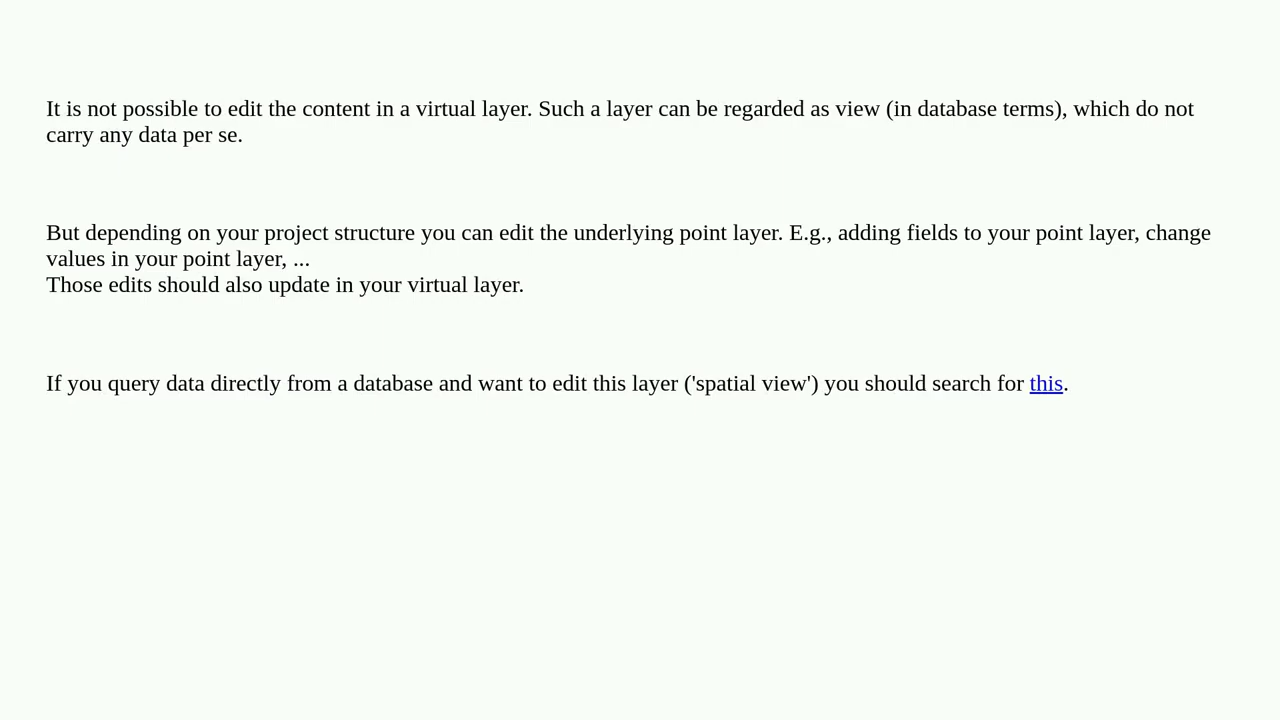 It is not possible to edit the content in a virtual layer. Such a layer can be regarded as view (in database terms), which do not
carry any data per se.
But depending on your project structure you can edit the underlying point layer. E.g., adding fields to your point layer, change
values in your point layer, ...
Those edits should also update in your virtual layer.
If you query data directly from a database and want to edit this layer ('spatial view') you should search for this.